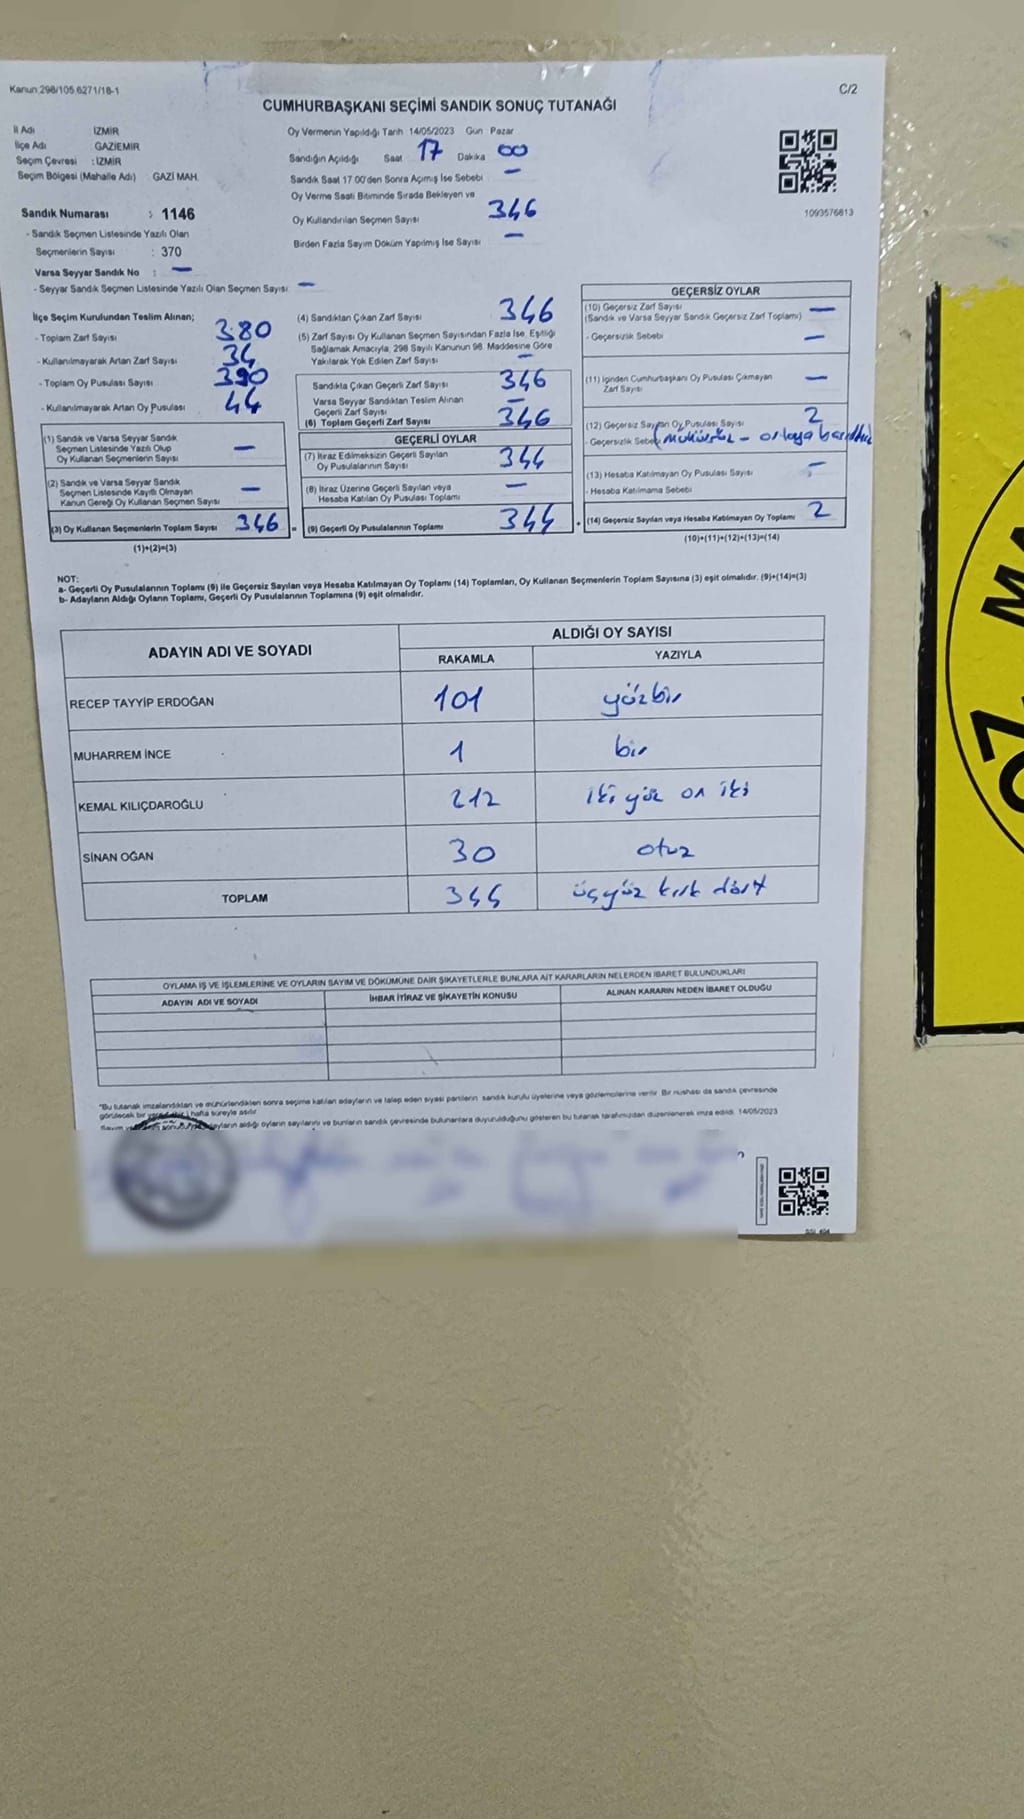 Kanun:298/105,6271/18-1
C/2
CUMHURBAŞKANI SEÇİMİ SANDIK SONUÇ TUTANAĞI
İl Adı İZMİR
İlçe Adı GAZİEMİR
Seçim Çevresi : İZMİR
Seçim Bölgesi (Mahalle Adı) GAZİ MAH.
Sandık Numarası : 1146
- Sandık Seçmen Listesinde Yazılı Olan
Seçmenlerin Sayısı : 370
Varsa Seyyar Sandık No : —
- Seyyar Sandık Seçmen Listesinde Yazılı Olan Seçmen Sayısı: —
Oy Vermenin Yapıldığı Tarih 14/05/2023 Gün : Pazar
Sandığın Açıldığı Saat 17 Dakika 00
Sandık Saat 17.00'den Sonra Açımış İse Sebebi —
Oy Verme Saati Bitiminde Sırada Bekleyen ve
Oy Kullandırılan Seçmen Sayısı 346
Birden Fazla Sayım Döküm Yapılmış İse Sayısı —
1093576813
İlçe Seçim Kurulundan Teslim Alınan;
- Toplam Zarf Sayısı 380
- Kullanılmayarak Artan Zarf Sayısı 34
- Toplam Oy Pusulası Sayısı 390
- Kullanılmayarak Artan Oy Pusulası 44
(1) Sandık ve Varsa Seyyar Sandık
Seçmen Listesinde Yazılı Olup
Oy Kullanan Seçmenlerin Sayısı —
(2) Sandık ve Varsa Seyyar Sandık
Seçmen Listesinde Kayıtlı Olmayan
Kanun Gereği Oy Kullanan Seçmen Sayısı —
(3) Oy Kullanan Seçmenlerin Toplam Sayısı 346
(1)+(2)=(3)
(4) Sandıktan Çıkan Zarf Sayısı 346
(5) Zarf Sayısı Oy Kullanan Seçmen Sayısından Fazla İse, Eşitliği
Sağlamak Amacıyla, 298 Sayılı Kanunun 98. Maddesine Göre
Yakılarak Yok Edilen Zarf Sayısı —
Sandıkta Çıkan Geçerli Zarf Sayısı 346
Varsa Seyyar Sandıktan Teslim Alınan
Geçerli Zarf Sayısı —
(6) Toplam Geçerli Zarf Sayısı 346
GEÇERLİ OYLAR
(7) İtiraz Edilmeksizin Geçerli Sayılan
Oy Pusulalarının Sayısı 344
(8) İtiraz Üzerine Geçerli Sayılan veya
Hesaba Katılan Oy Pusulası Toplamı —
= (9) Geçerli Oy Pusulalarının Toplamı 344
GEÇERSİZ OYLAR
(10) Geçersiz Zarf Sayısı
(Sandık ve Varsa Seyyar Sandık Geçersiz Zarf Toplamı) —
- Geçersizlik Sebebi —
(11) İçinden Cumhurbaşkanı Oy Pusulası Çıkmayan
Zarf Sayısı —
(12) Geçersiz Sayılan Oy Pusulası Sayısı 2
- Geçersizlik Sebebi mühürsüz - ortaya
(13) Hesaba Katılmayan Oy Pusulası Sayısı —
- Hesaba Katılmama Sebebi
+ (14) Geçersiz Sayılan veya Hesaba Katılmayan Oy Toplamı 2
(10)+(11)+(12)+(13)=(14)
NOT:
a- Geçerli Oy Pusulalarının Toplamı (9) ile Geçersiz Sayılan veya Hesaba Katılmayan Oy Toplamı (14) Toplamları, Oy Kullanan Seçmenlerin Toplam Sayısına (3) eşit olmalıdır. (9)+(14)=(3)
b- Adayların Aldığı Oyların Toplamı, Geçerli Oy Pusulalarının Toplamına (9) eşit olmalıdır.
ADAYIN ADI VE SOYADI ALDIĞI OY SAYISI
RAKAMLA YAZIYLA
RECEP TAYYİP ERDOĞAN 101 yüzbir
MUHARREM İNCE 1 bir
KEMAL KILIÇDAROĞLU 212 iki yüz on iki
SİNAN OĞAN 30 otuz
TOPLAM 344 üçyüz kırk dört
OYLAMA İŞ VE İŞLEMLERİNE VE OYLARIN SAYIM VE DÖKÜMÜNE DAİR ŞİKAYETLERLE BUNLARA AİT KARARLARIN NELERDEN İBARET BULUNDUKLARI
ADAYIN ADI VE SOYADI İHBAR İTİRAZ VE ŞİKAYETİN KONUSU ALINAN KARARIN NEDEN İBARET OLDUĞU
"Bu tutanak imzalandıktan ve mühürlendikten sonra seçime katılan adayların ve talep eden siyasi partilerin sandık kurulu üyelerine veya gözlemcilerine verilir. Bir nüshası da sandık çevresinde
görülecek bir yere 1 hafta süreyle asılır.
Sayım adayların aldığı oyların sayılarını ve bunların sandık çevresinde bulunanlara duyurulduğunu gösteren bu tutanak tarafımızdan düzenlenerek imza edildi. 14/05/2023